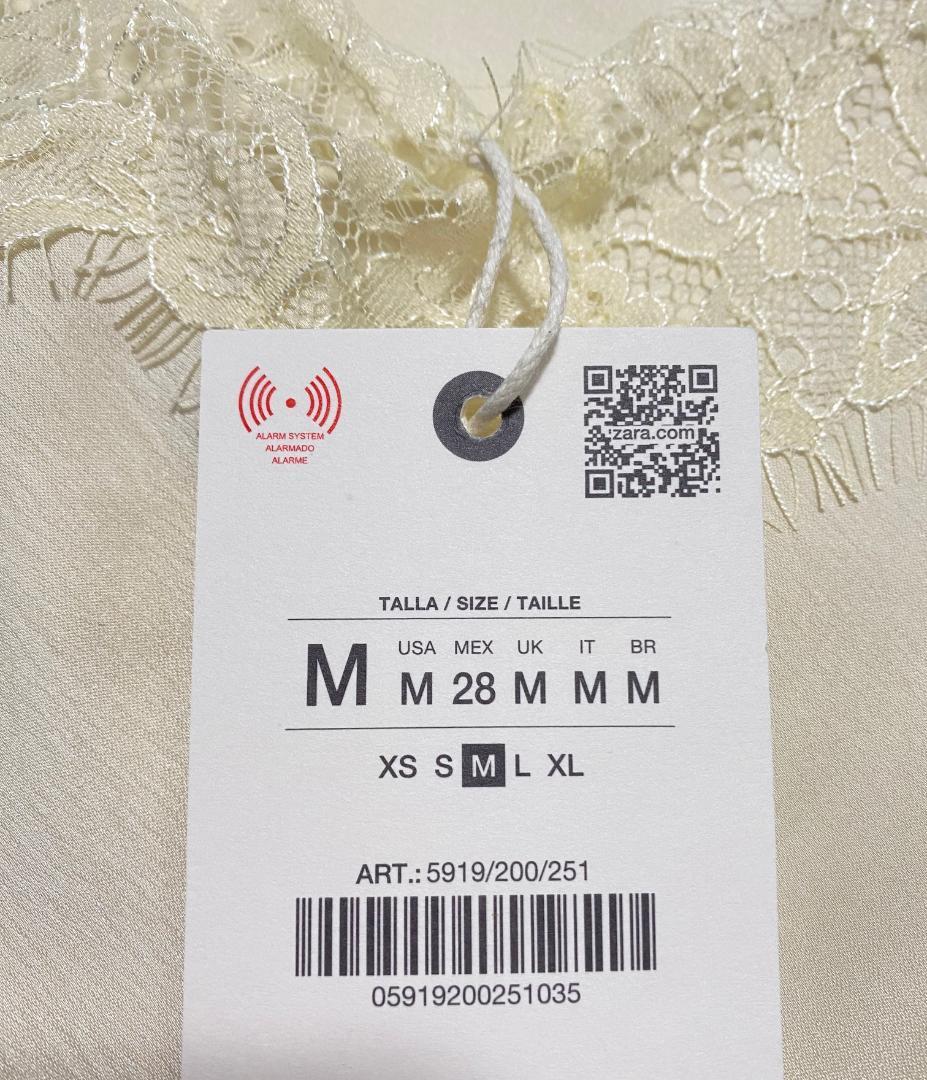 ALARM SYSTEM
ALARMADO
ALARME
zara.com
TALLA / SIZE / TAILLE
M
USA MEX UK IT BR
M 28 M M M
XS S M L XL
ART.: 5919/200/251
05919200251035